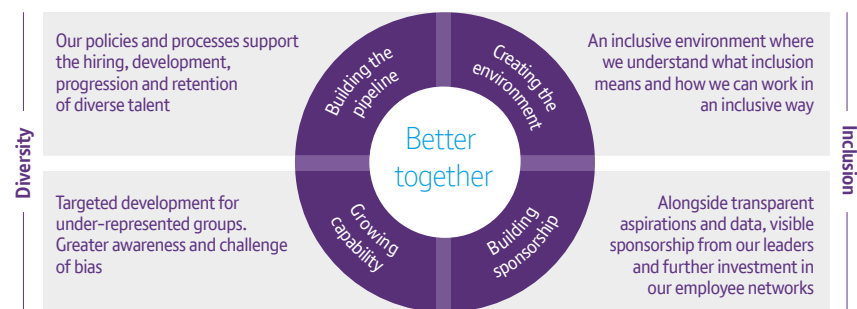 Diversity
Our policies and processes support
the hiring, development,
progression and retention
of diverse talent
Building the
pipeline
Creating the
environment
An inclusive environment where
we understand what inclusion
means and how we can work in
an inclusive way
Better
together
Targeted development for
under-represented groups.
Greater awareness and challenge
of bias
Growing
capability
Building
sponsorship
Alongside transparent
aspirations and data, visible
sponsorship from our leaders
and further investment in
our employee networks
Inclusion